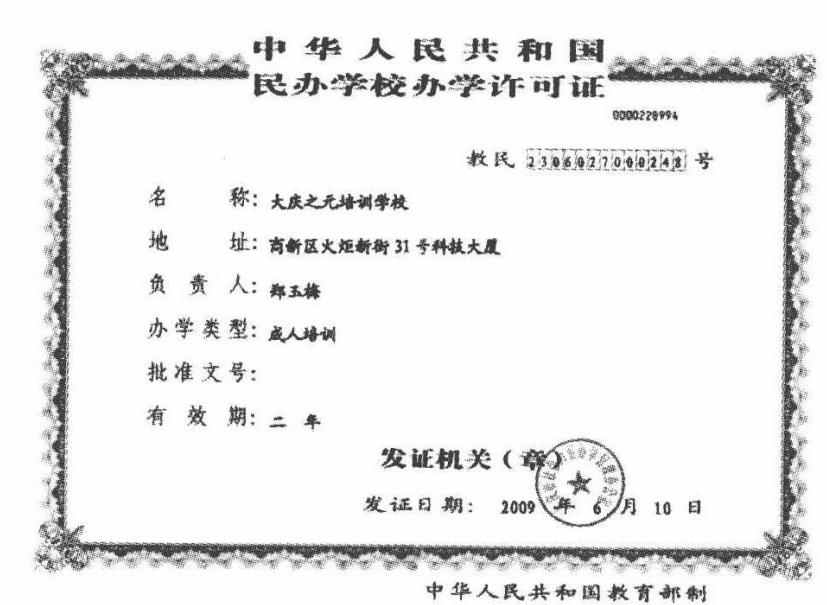 中华人民共和国
民办学校办学许可证
0000228994
教民 2306027000248 号
名 称: 大庆之元培训学校
地 址: 高新区火炬新街 31 号科技大厦
负 责 人: 郑玉梅
办学类型: 成人培训
批准文号:
有 效 期: 二 年
发证机关(章)
发证日期: 2009 年 6 月 10 日
中华人民共和国教育部制